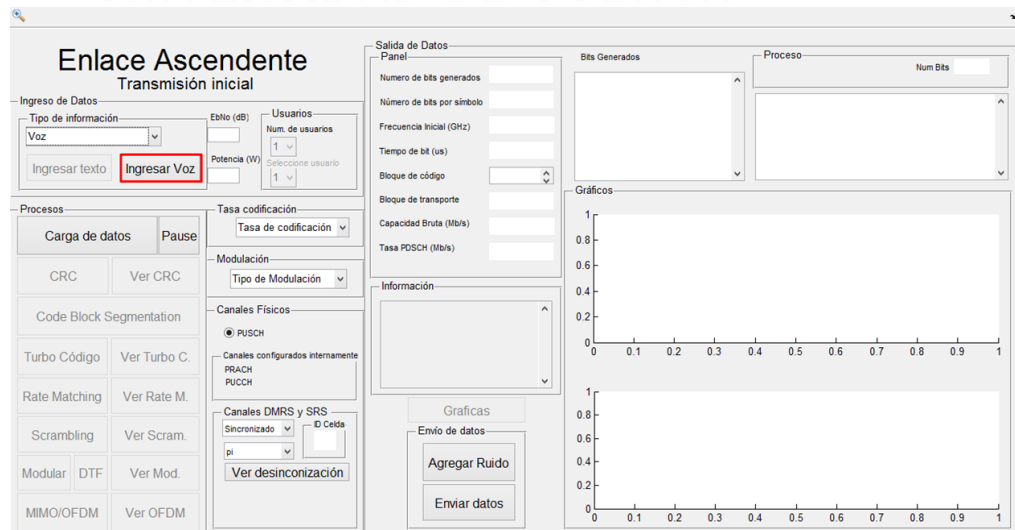 Enlace Ascendente
Transmisión inicial
Ingreso de Datos
Tipo de información
Voz
Ingresar texto
Ingresar Voz
EbNo (dB)
Potencia (W)
Usuarios
Num. de usuarios
1
Seleccione usuario
1
Procesos
Carga de datos
Pause
CRC
Ver CRC
Code Block Segmentation
Turbo Código
Ver Turbo C.
Rate Matching
Ver Rate M.
Scrambling
Ver Scram.
Modular
DTF
Ver Mod.
MIMO/OFDM
Ver OFDM
Tasa codificación
Tasa de codificación
Modulación
Tipo de Modulación
Canales Físicos
PUSCH
Canales configurados internamente
PRACH
PUCCH
Canales DMRS y SRS
Sincronizado
ID Celda
pi
Ver desinconización
Salida de Datos
Panel
Numero de bits generados
Número de bits por símbolo
Frecuencia Inicial (GHz)
Tiempo de bit (us)
Bloque de código
Bloque de transporte
Capacidad Bruta (Mb/s)
Tasa PDSCH (Mb/s)
Información
Graficas
Envío de datos
Agregar Ruido
Enviar datos
Bits Generados
Proceso
Num Bits
Gráficos
1
0.8
0.6
0.4
0.2
0
0 0.1 0.2 0.3 0.4 0.5 0.6 0.7 0.8 0.9 1
1
0.8
0.6
0.4
0.2
0
0 0.1 0.2 0.3 0.4 0.5 0.6 0.7 0.8 0.9 1